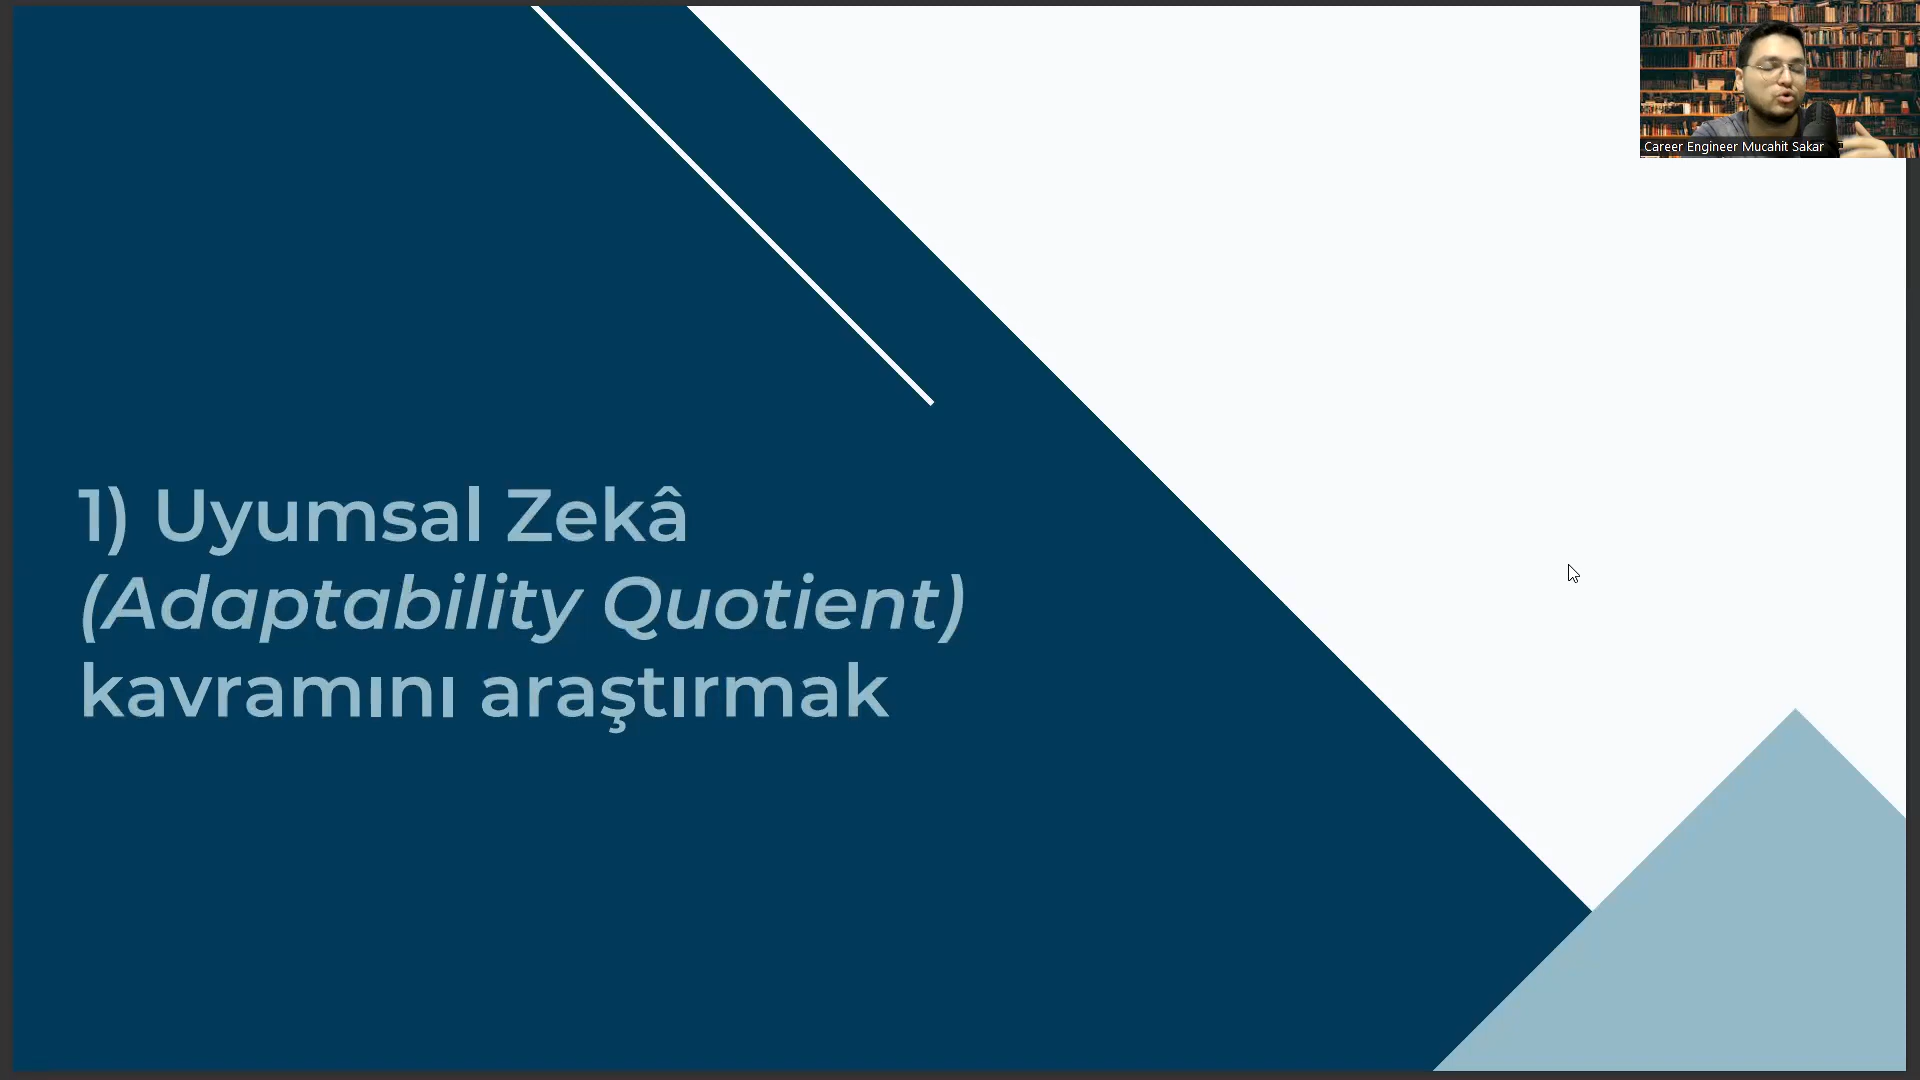 Career Engineer Mucahit Sakar
1) Uyumsal Zekâ
(Adaptability Quotient)
kavramını araştırmak